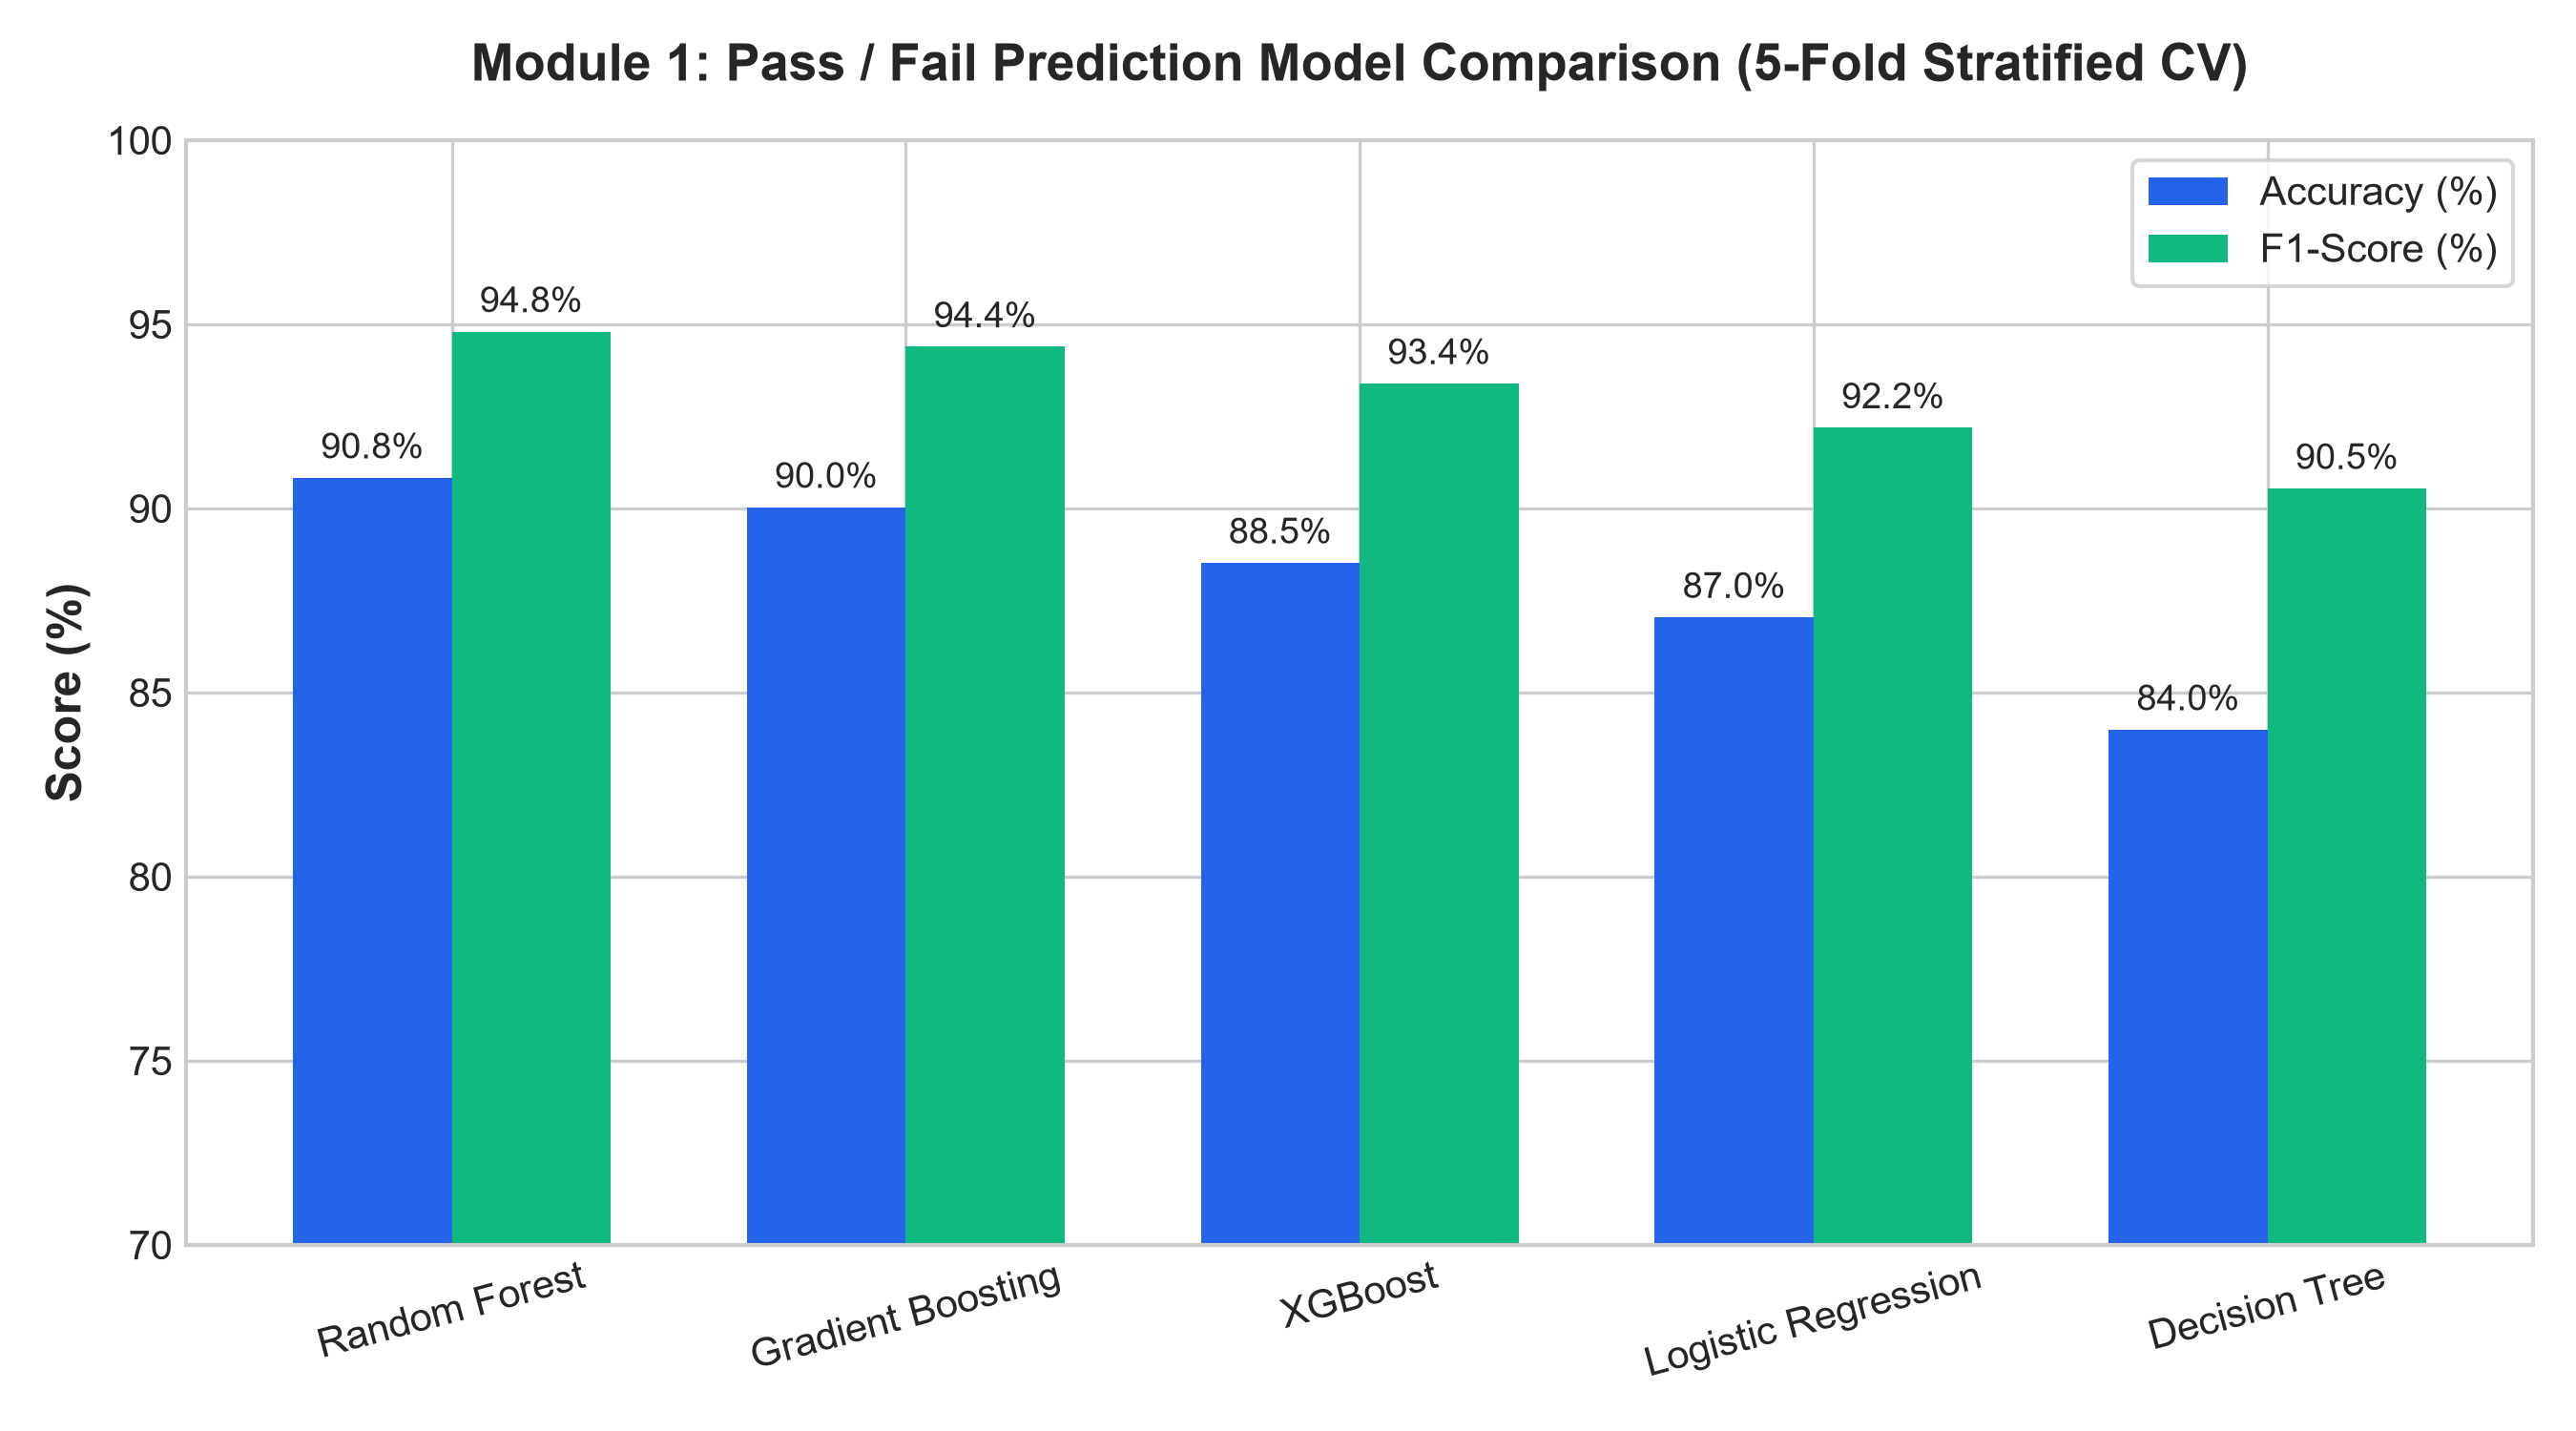 Module 1: Pass / Fail Prediction Model Comparison (5-Fold Stratified CV)
Accuracy (%)
F1-Score (%)
Score (%)
100
95
90
85
80
75
70
90.8%
94.8%
90.0%
94.4%
88.5%
93.4%
87.0%
92.2%
84.0%
90.5%
Random Forest
Gradient Boosting
XGBoost
Logistic Regression
Decision Tree